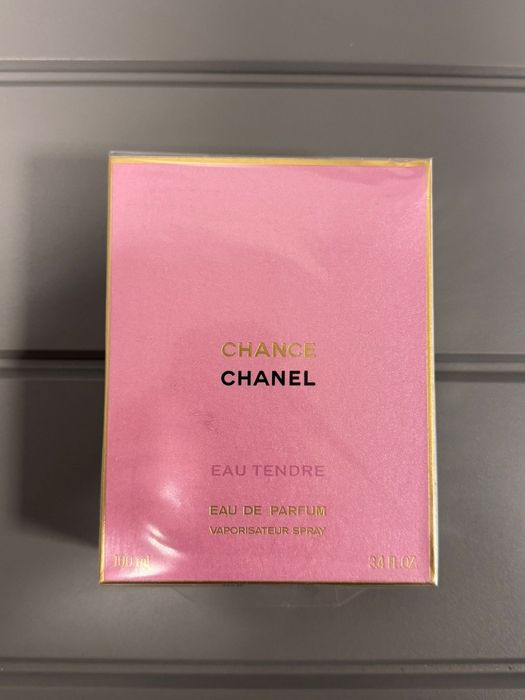 CHANCE
CHANEL
EAU TENDRE
EAU DE PARFUM
VAPORISATEUR SPRAY
100 ml 3.4 FL.OZ.